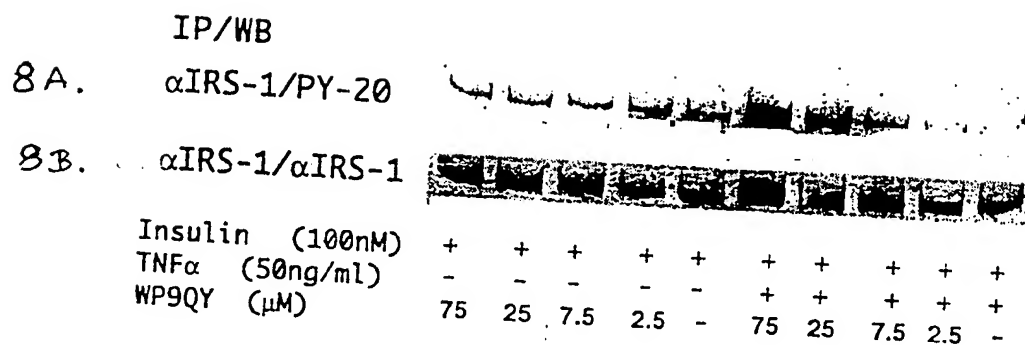 IP/WB
8A. αIRS-1/PY-20
8B. αIRS-1/αIRS-1
Insulin (100nM) + + + + + + + + + +
TNFα (50ng/ml) - - - - - + + + + +
WP9QY (μM) 75 25 7.5 2.5 - 75 25 7.5 2.5 -